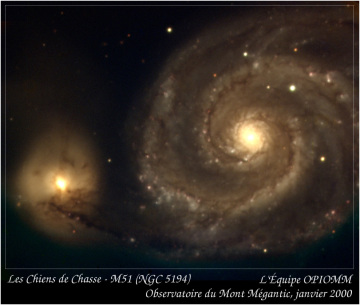 Les Chiens de Chasse - M51 (NGC 5194) L'Équipe OPIOMM
Observatoire du Mont Mégantic, janvier 2000